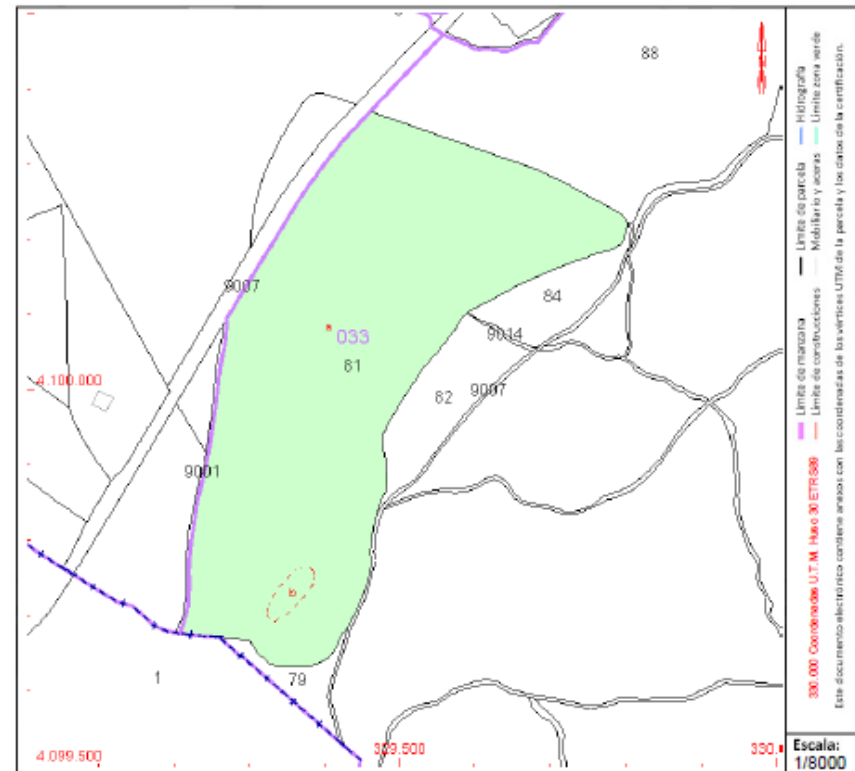 88
84
9007
033
81
9014
4.100.000
82
9007
9001
b
1
79
4.099.500
339.500
330.
Límite de manzana
Límite de parcela
Hidrografía
Límite de construcciones
Mobiliario y aceras
Límite zona verde
330.000 Coordenadas U.T.M. Huso 30 ETRS89
Este documento electrónico contiene anexos con las coordenadas de los vértices UTM de la parcela y los datos de la certificación.
Escala:
1/8000